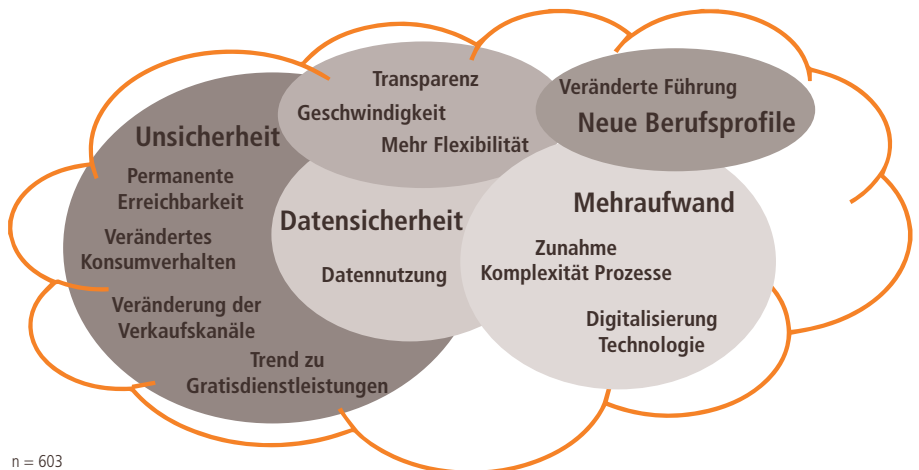 Transparenz
Geschwindigkeit
Mehr Flexibilität
Veränderte Führung
Neue Berufsprofile
Unsicherheit
Permanente
Erreichbarkeit
Verändertes
Konsumverhalten
Veränderung der
Verkaufskanäle
Trend zu
Gratisdienstleistungen
Datensicherheit
Datennutzung
Mehraufwand
Zunahme
Komplexität Prozesse
Digitalisierung
Technologie
n = 603